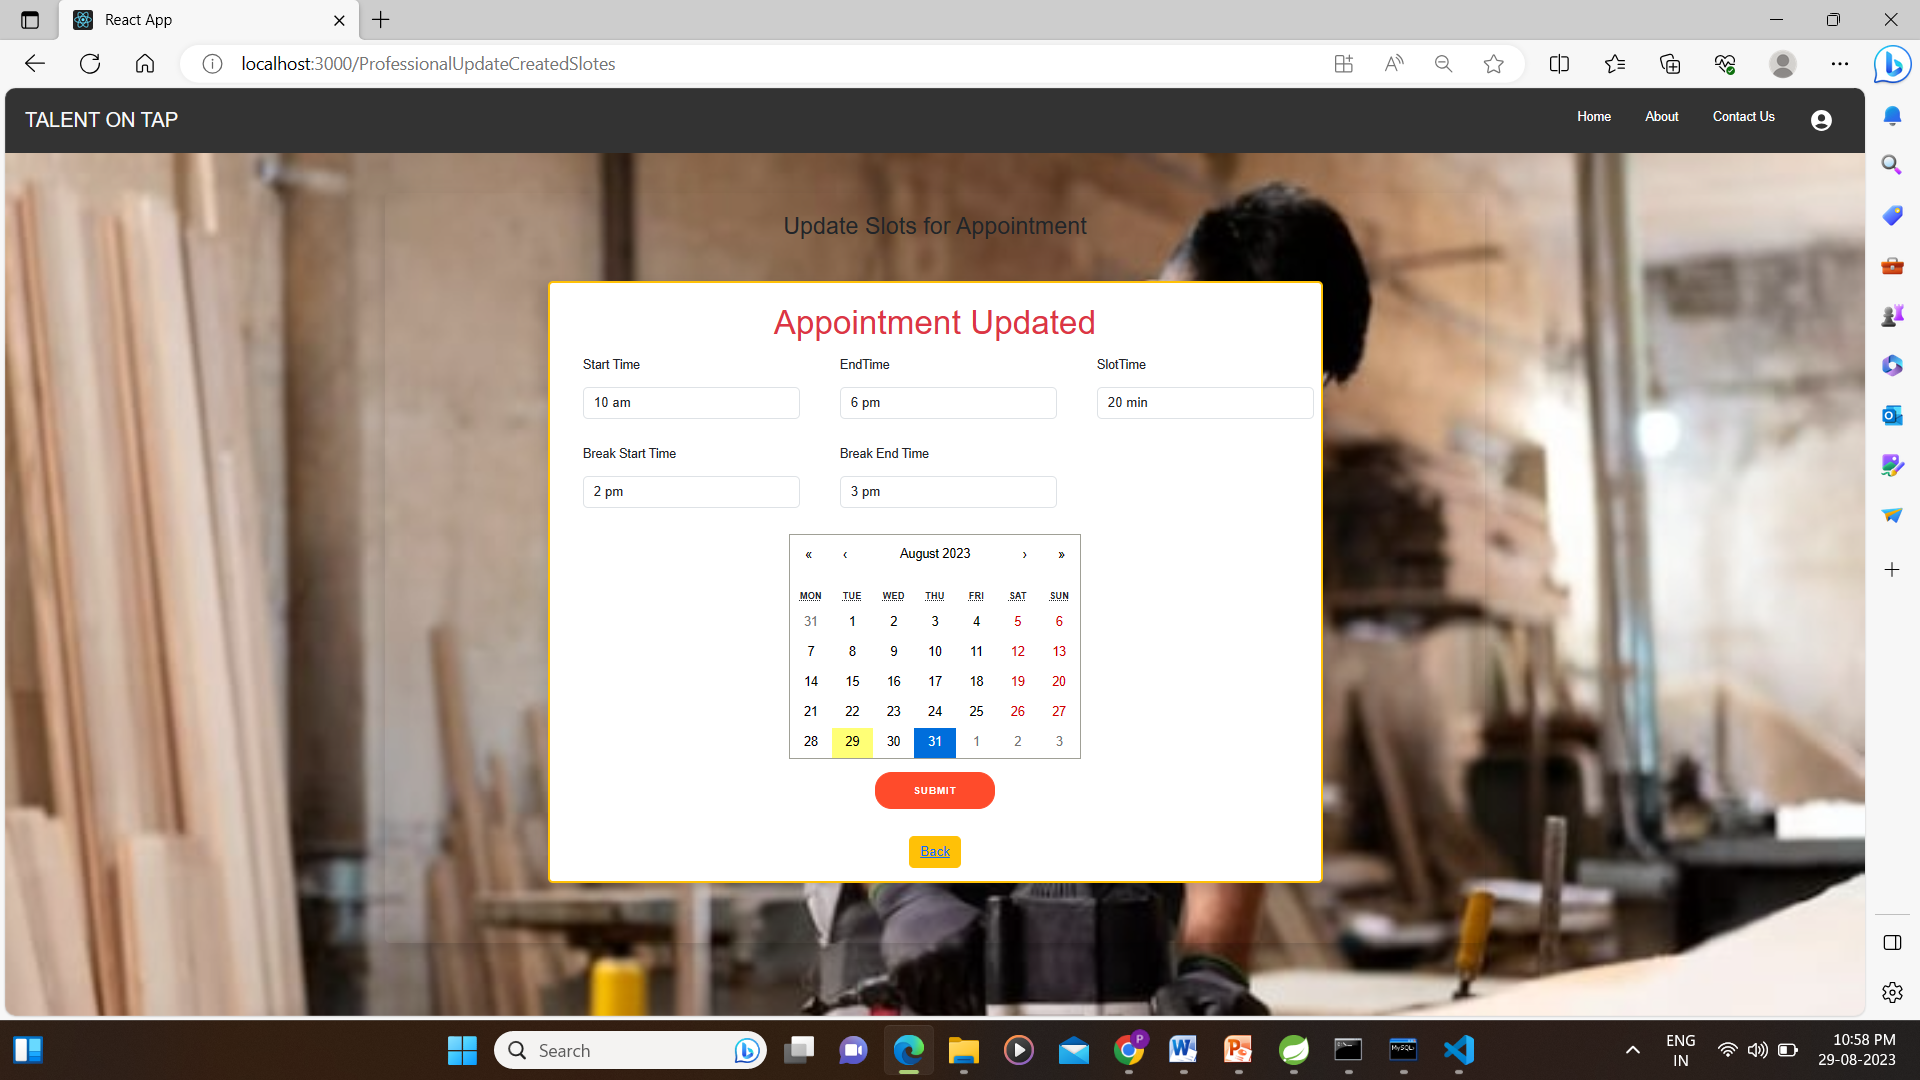 React App
localhost:3000/ProfessionalUpdateCreatedSlotes
TALENT ON TAP
Home About Contact Us
Update Slots for Appointment
Appointment Updated
Start Time EndTime SlotTime
10 am 6 pm 20 min
Break Start Time Break End Time
2 pm 3 pm
« ‹ August 2023 › »
MON TUE WED THU FRI SAT SUN
31 1 2 3 4 5 6
7 8 9 10 11 12 13
14 15 16 17 18 19 20
21 22 23 24 25 26 27
28 29 30 31 1 2 3
SUBMIT
Back
Search
P
MySQL
ENG
IN
10:58 PM
29-08-2023